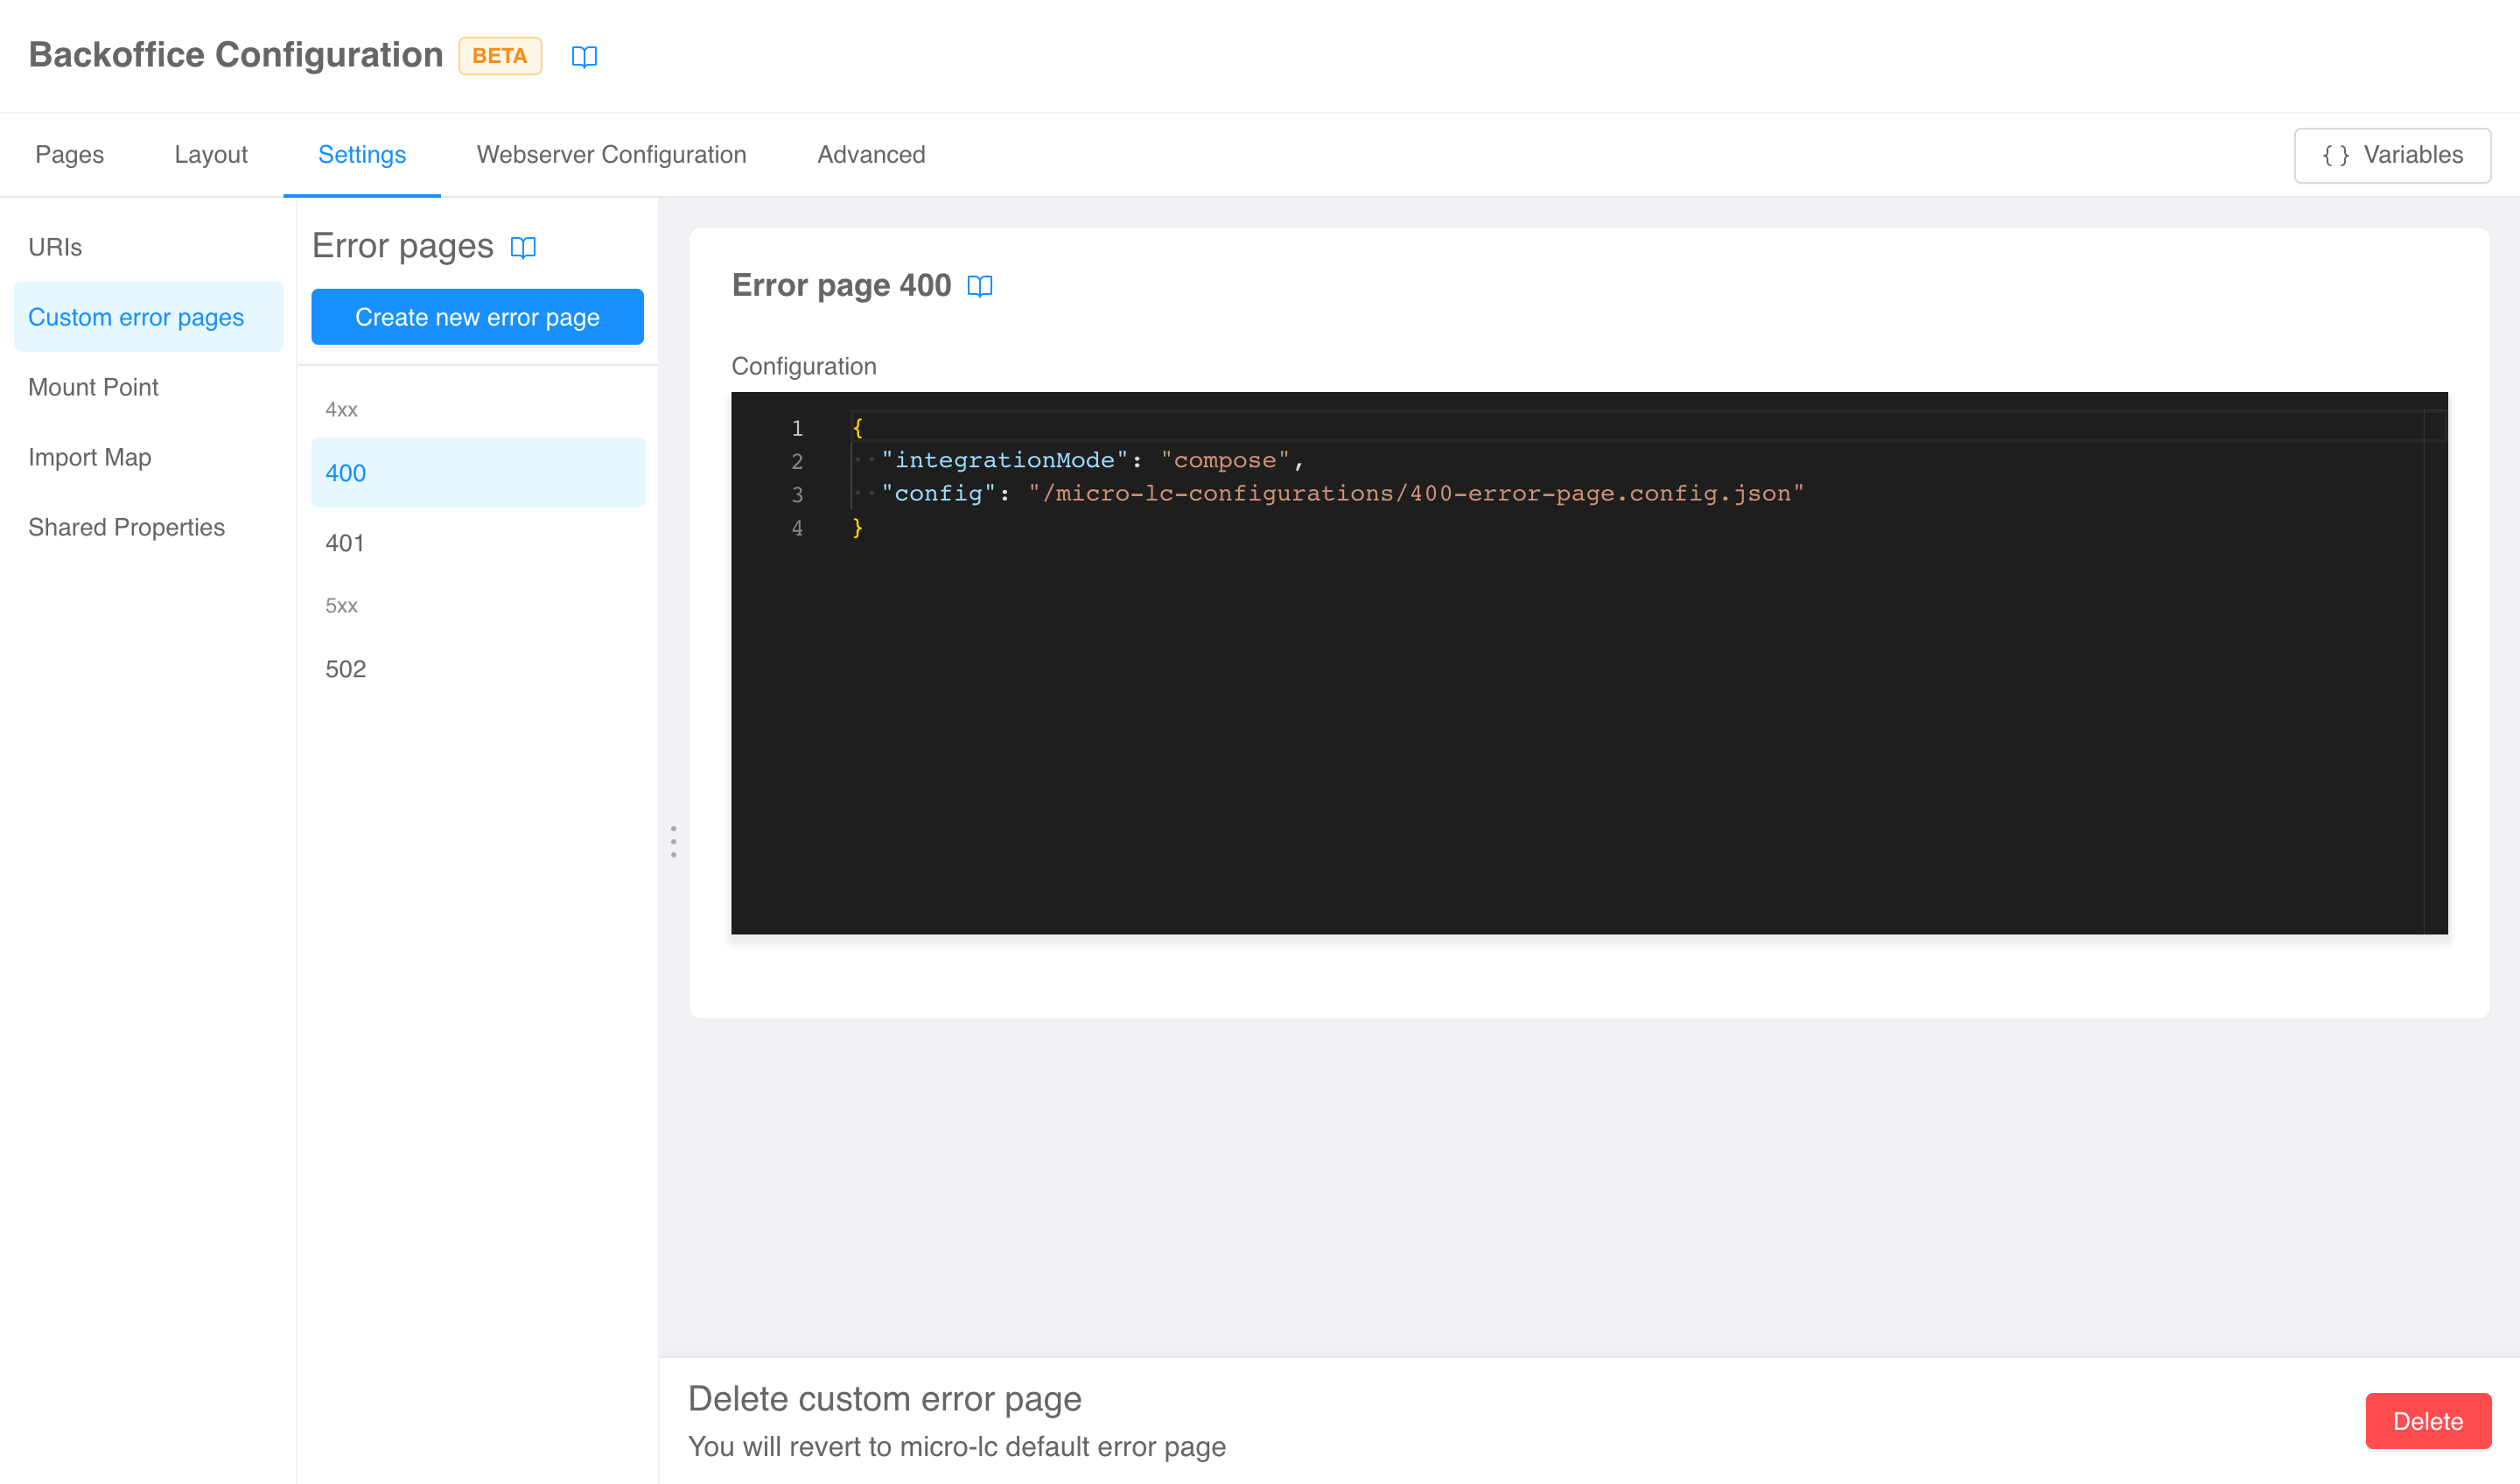 Backoffice Configuration BETA
Pages Layout Settings Webserver Configuration Advanced { } Variables
URIs
Custom error pages
Mount Point
Import Map
Shared Properties
Error pages
Create new error page
4xx
400
401
5xx
502
Error page 400
Configuration
1 {
2 "integrationMode": "compose",
3 "config": "/micro-lc-configurations/400-error-page.config.json"
4 }
Delete custom error page
You will revert to micro-lc default error page
Delete